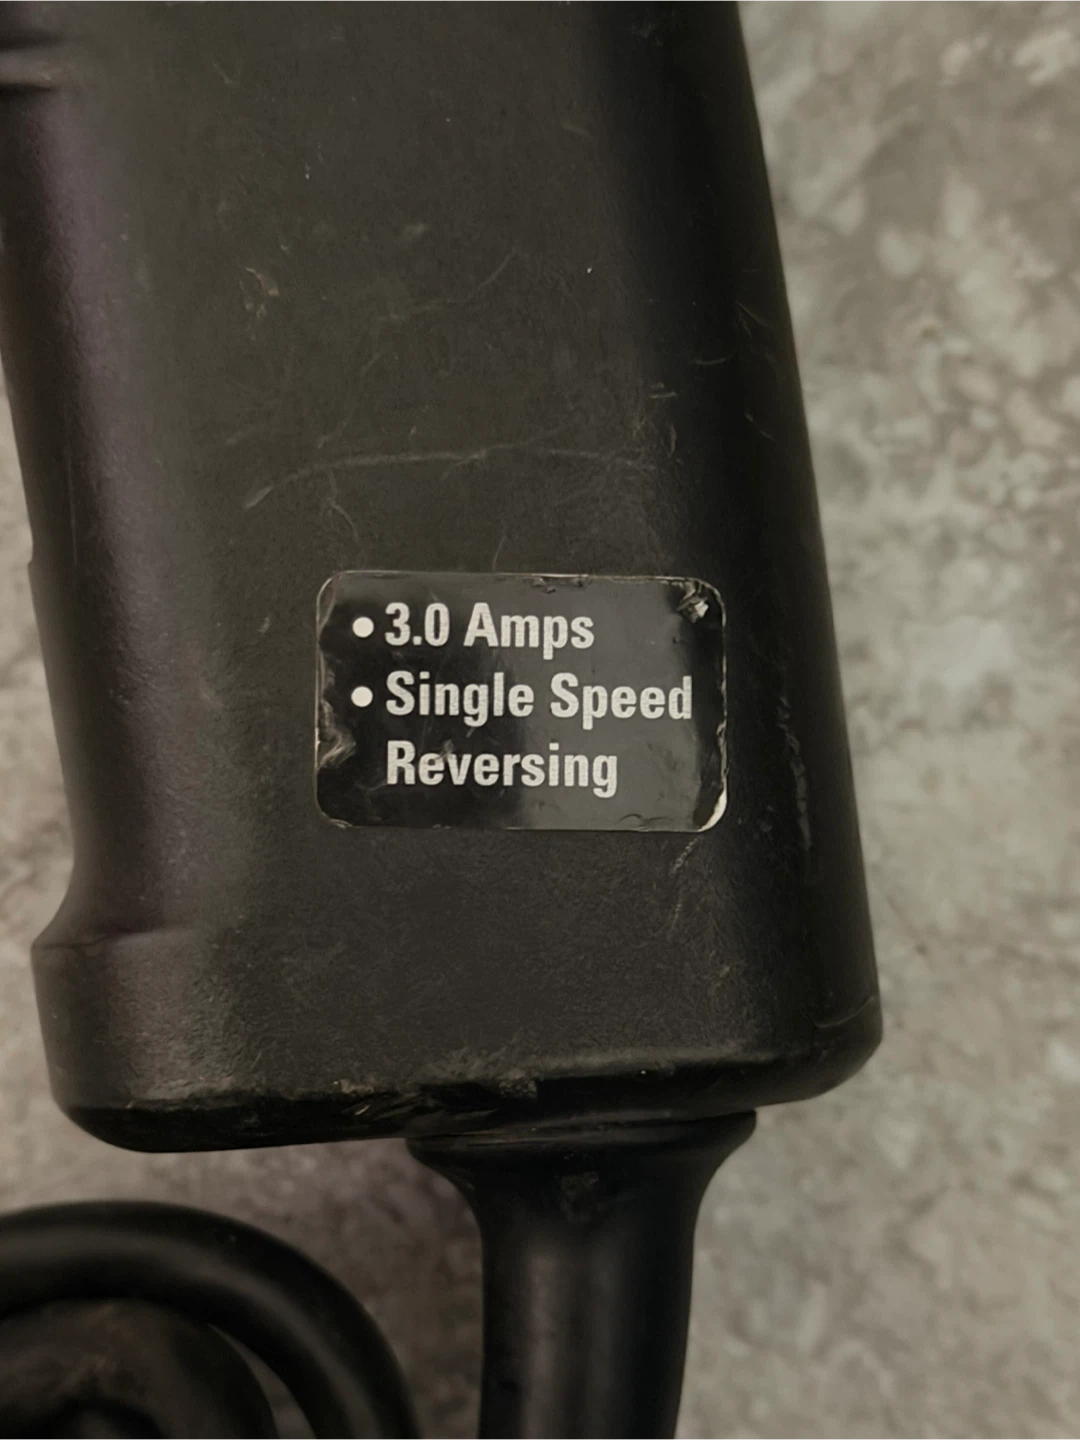 • 3.0 Amps
• Single Speed
Reversing